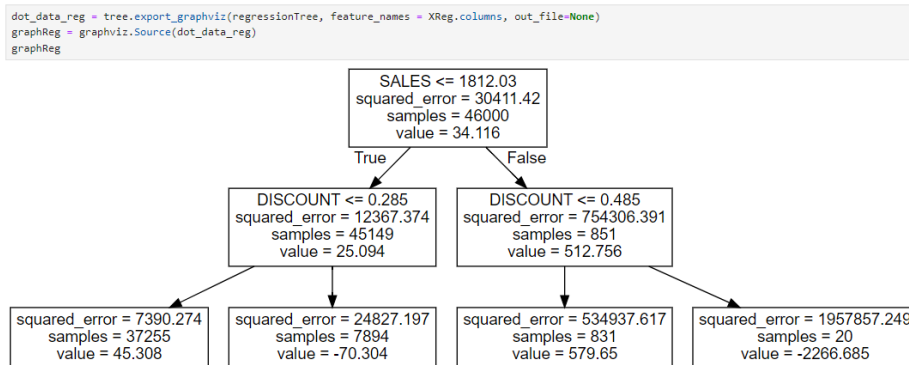 dot_data_reg = tree.export_graphviz(regressionTree, feature_names = XReg.columns, out_file=None)
graphReg = graphviz.Source(dot_data_reg)
graphReg
SALES <= 1812.03
squared_error = 30411.42
samples = 46000
value = 34.116
True
False
DISCOUNT <= 0.285
squared_error = 12367.374
samples = 45149
value = 25.094
DISCOUNT <= 0.485
squared_error = 754306.391
samples = 851
value = 512.756
squared_error = 7390.274
samples = 37255
value = 45.308
squared_error = 24827.197
samples = 7894
value = -70.304
squared_error = 534937.617
samples = 831
value = 579.65
squared_error = 1957857.249
samples = 20
value = -2266.685